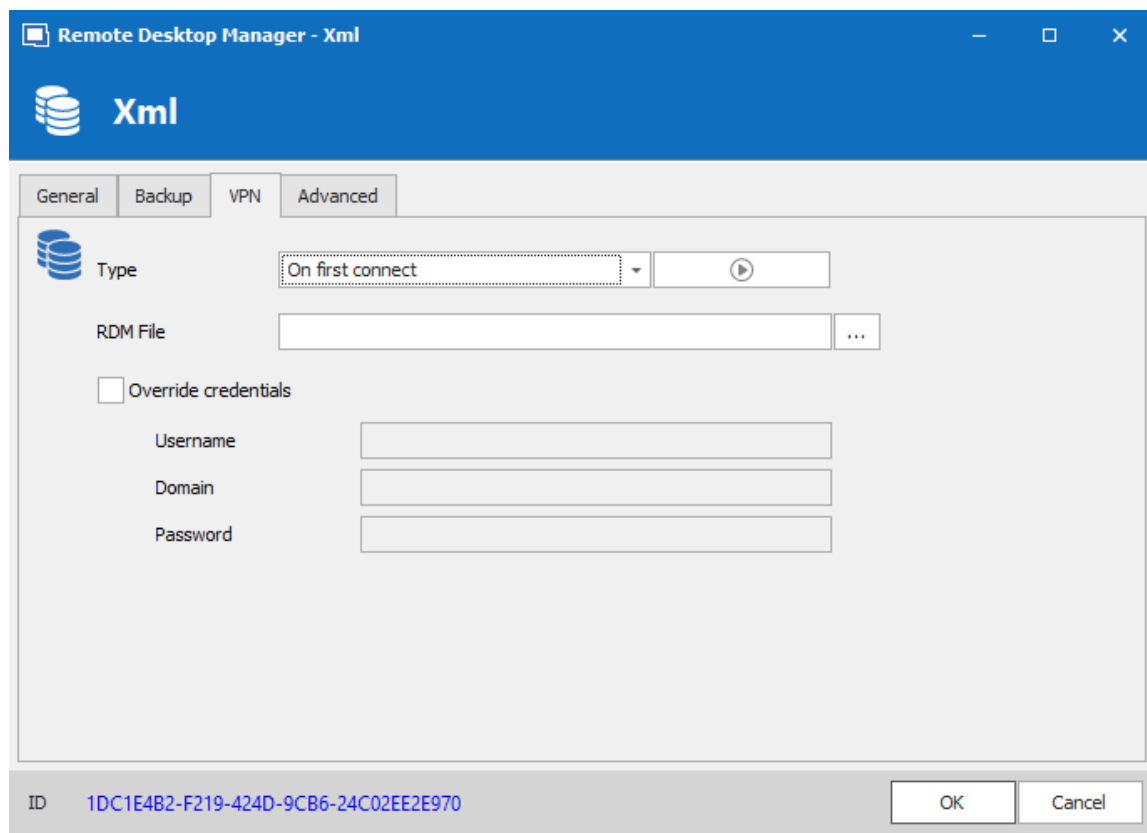 Remote Desktop Manager - Xml
Xml
General Backup VPN Advanced
Type On first connect
RDM File ...
Override credentials
Username
Domain
Password
ID 1DC1E4B2-F219-424D-9CB6-24C02EE2E970 OK Cancel